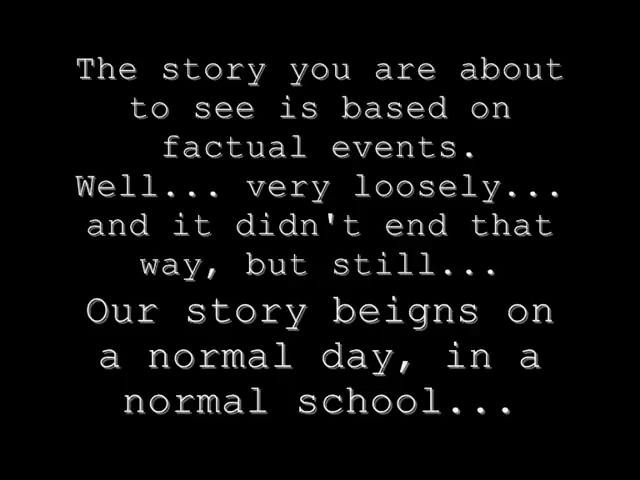 The story you are about
to see is based on
factual events.
Well... very loosely...
and it didn't end that
way, but still...
Our story beigns on
a normal day, in a
normal school...